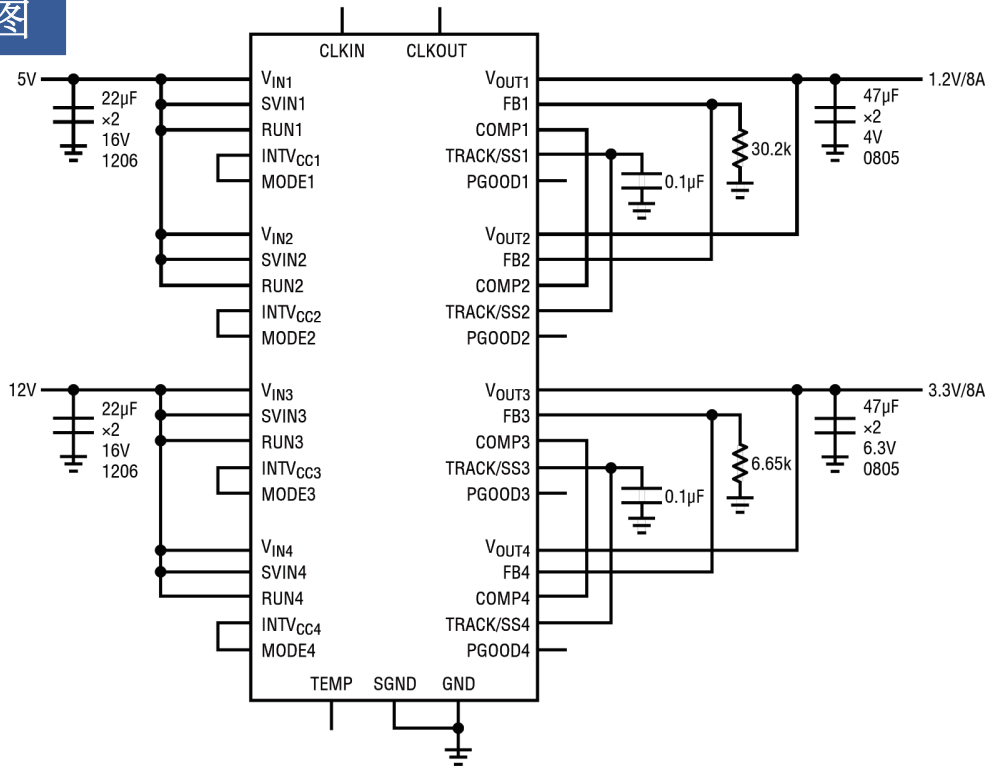 图
CLKIN CLKOUT
5V
22µF
×2
16V
1206
VIN1
SVIN1
RUN1
INTVCC1
MODE1
VIN2
SVIN2
RUN2
INTVCC2
MODE2
VOUT1
FB1
COMP1
TRACK/SS1
PGOOD1
VOUT2
FB2
COMP2
TRACK/SS2
PGOOD2
0.1µF
30.2k
1.2V/8A
47µF
×2
4V
0805
12V
22µF
×2
16V
1206
VIN3
SVIN3
RUN3
INTVCC3
MODE3
VIN4
SVIN4
RUN4
INTVCC4
MODE4
VOUT3
FB3
COMP3
TRACK/SS3
PGOOD3
VOUT4
FB4
COMP4
TRACK/SS4
PGOOD4
0.1µF
6.65k
3.3V/8A
47µF
×2
6.3V
0805
TEMP SGND GND